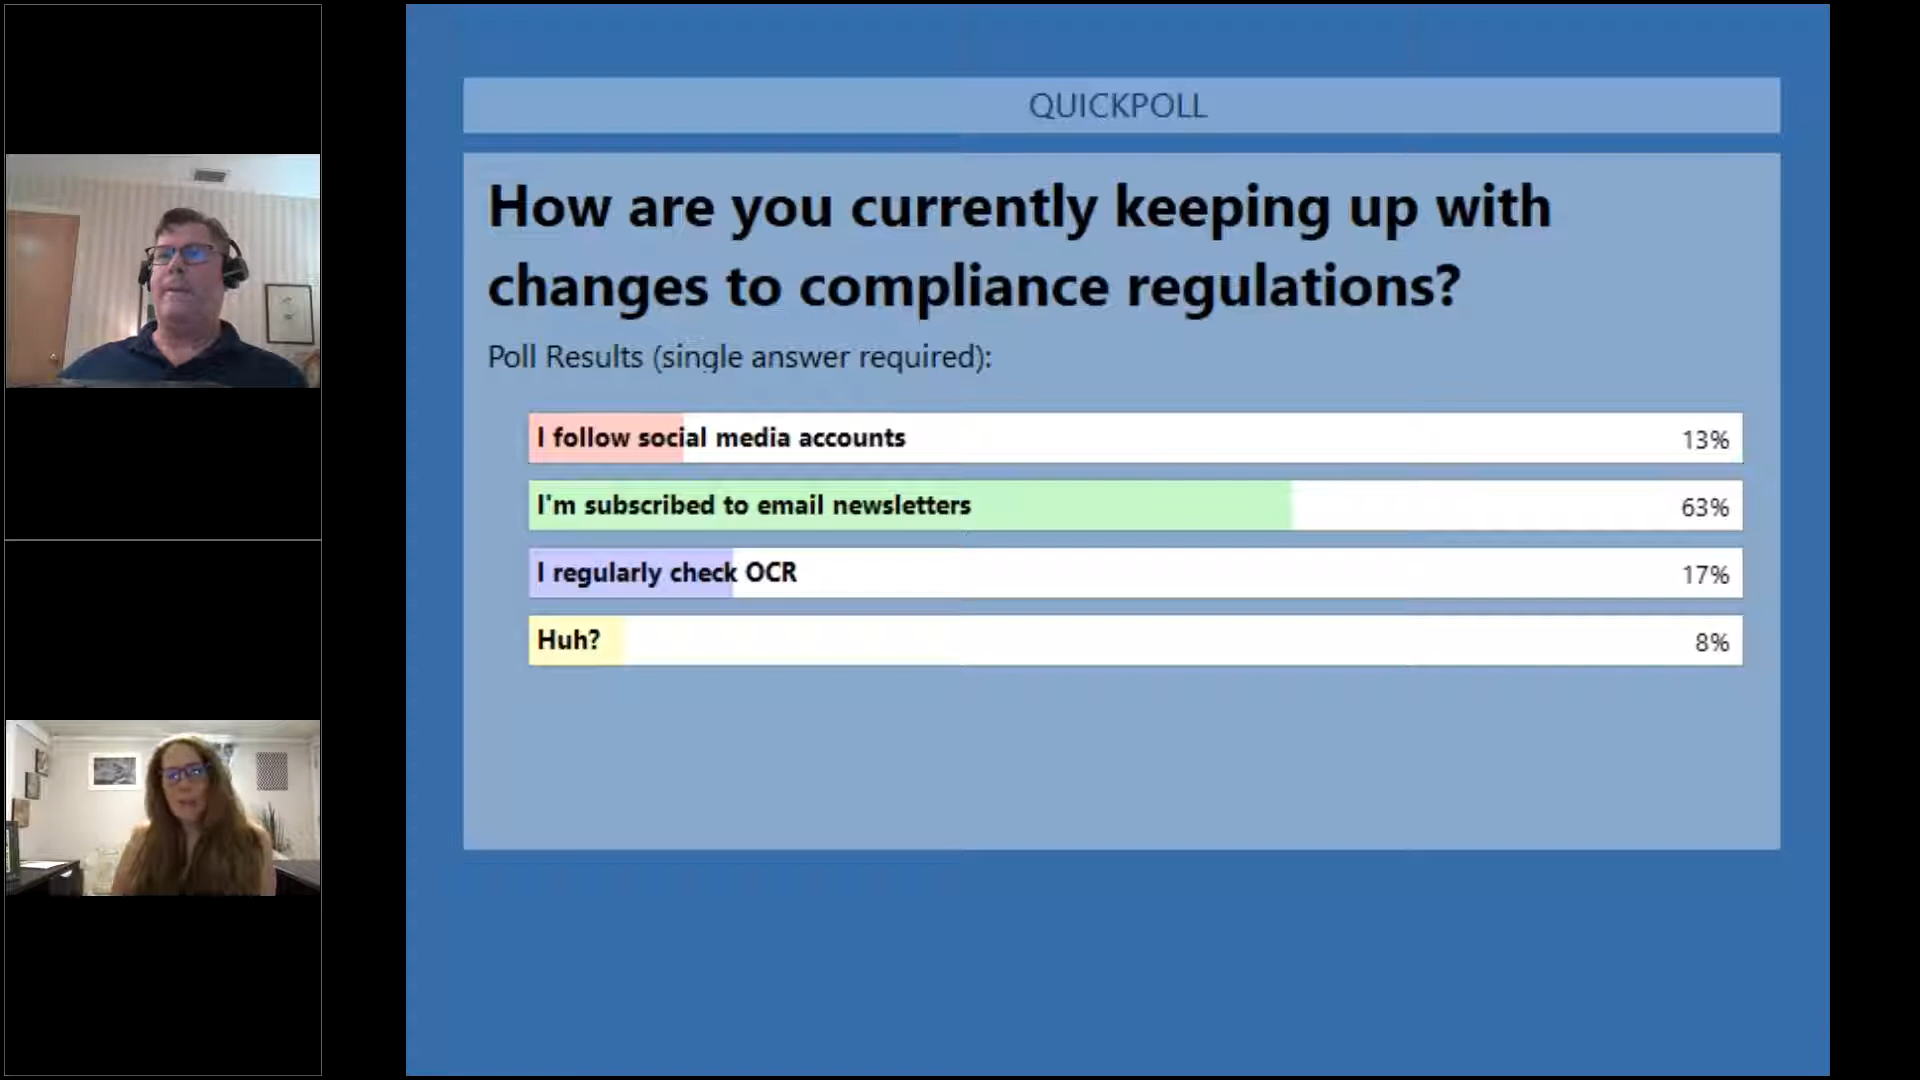 QUICKPOLL
How are you currently keeping up with
changes to compliance regulations?
Poll Results (single answer required):
I follow social media accounts 13%
I'm subscribed to email newsletters 63%
I regularly check OCR 17%
Huh? 8%